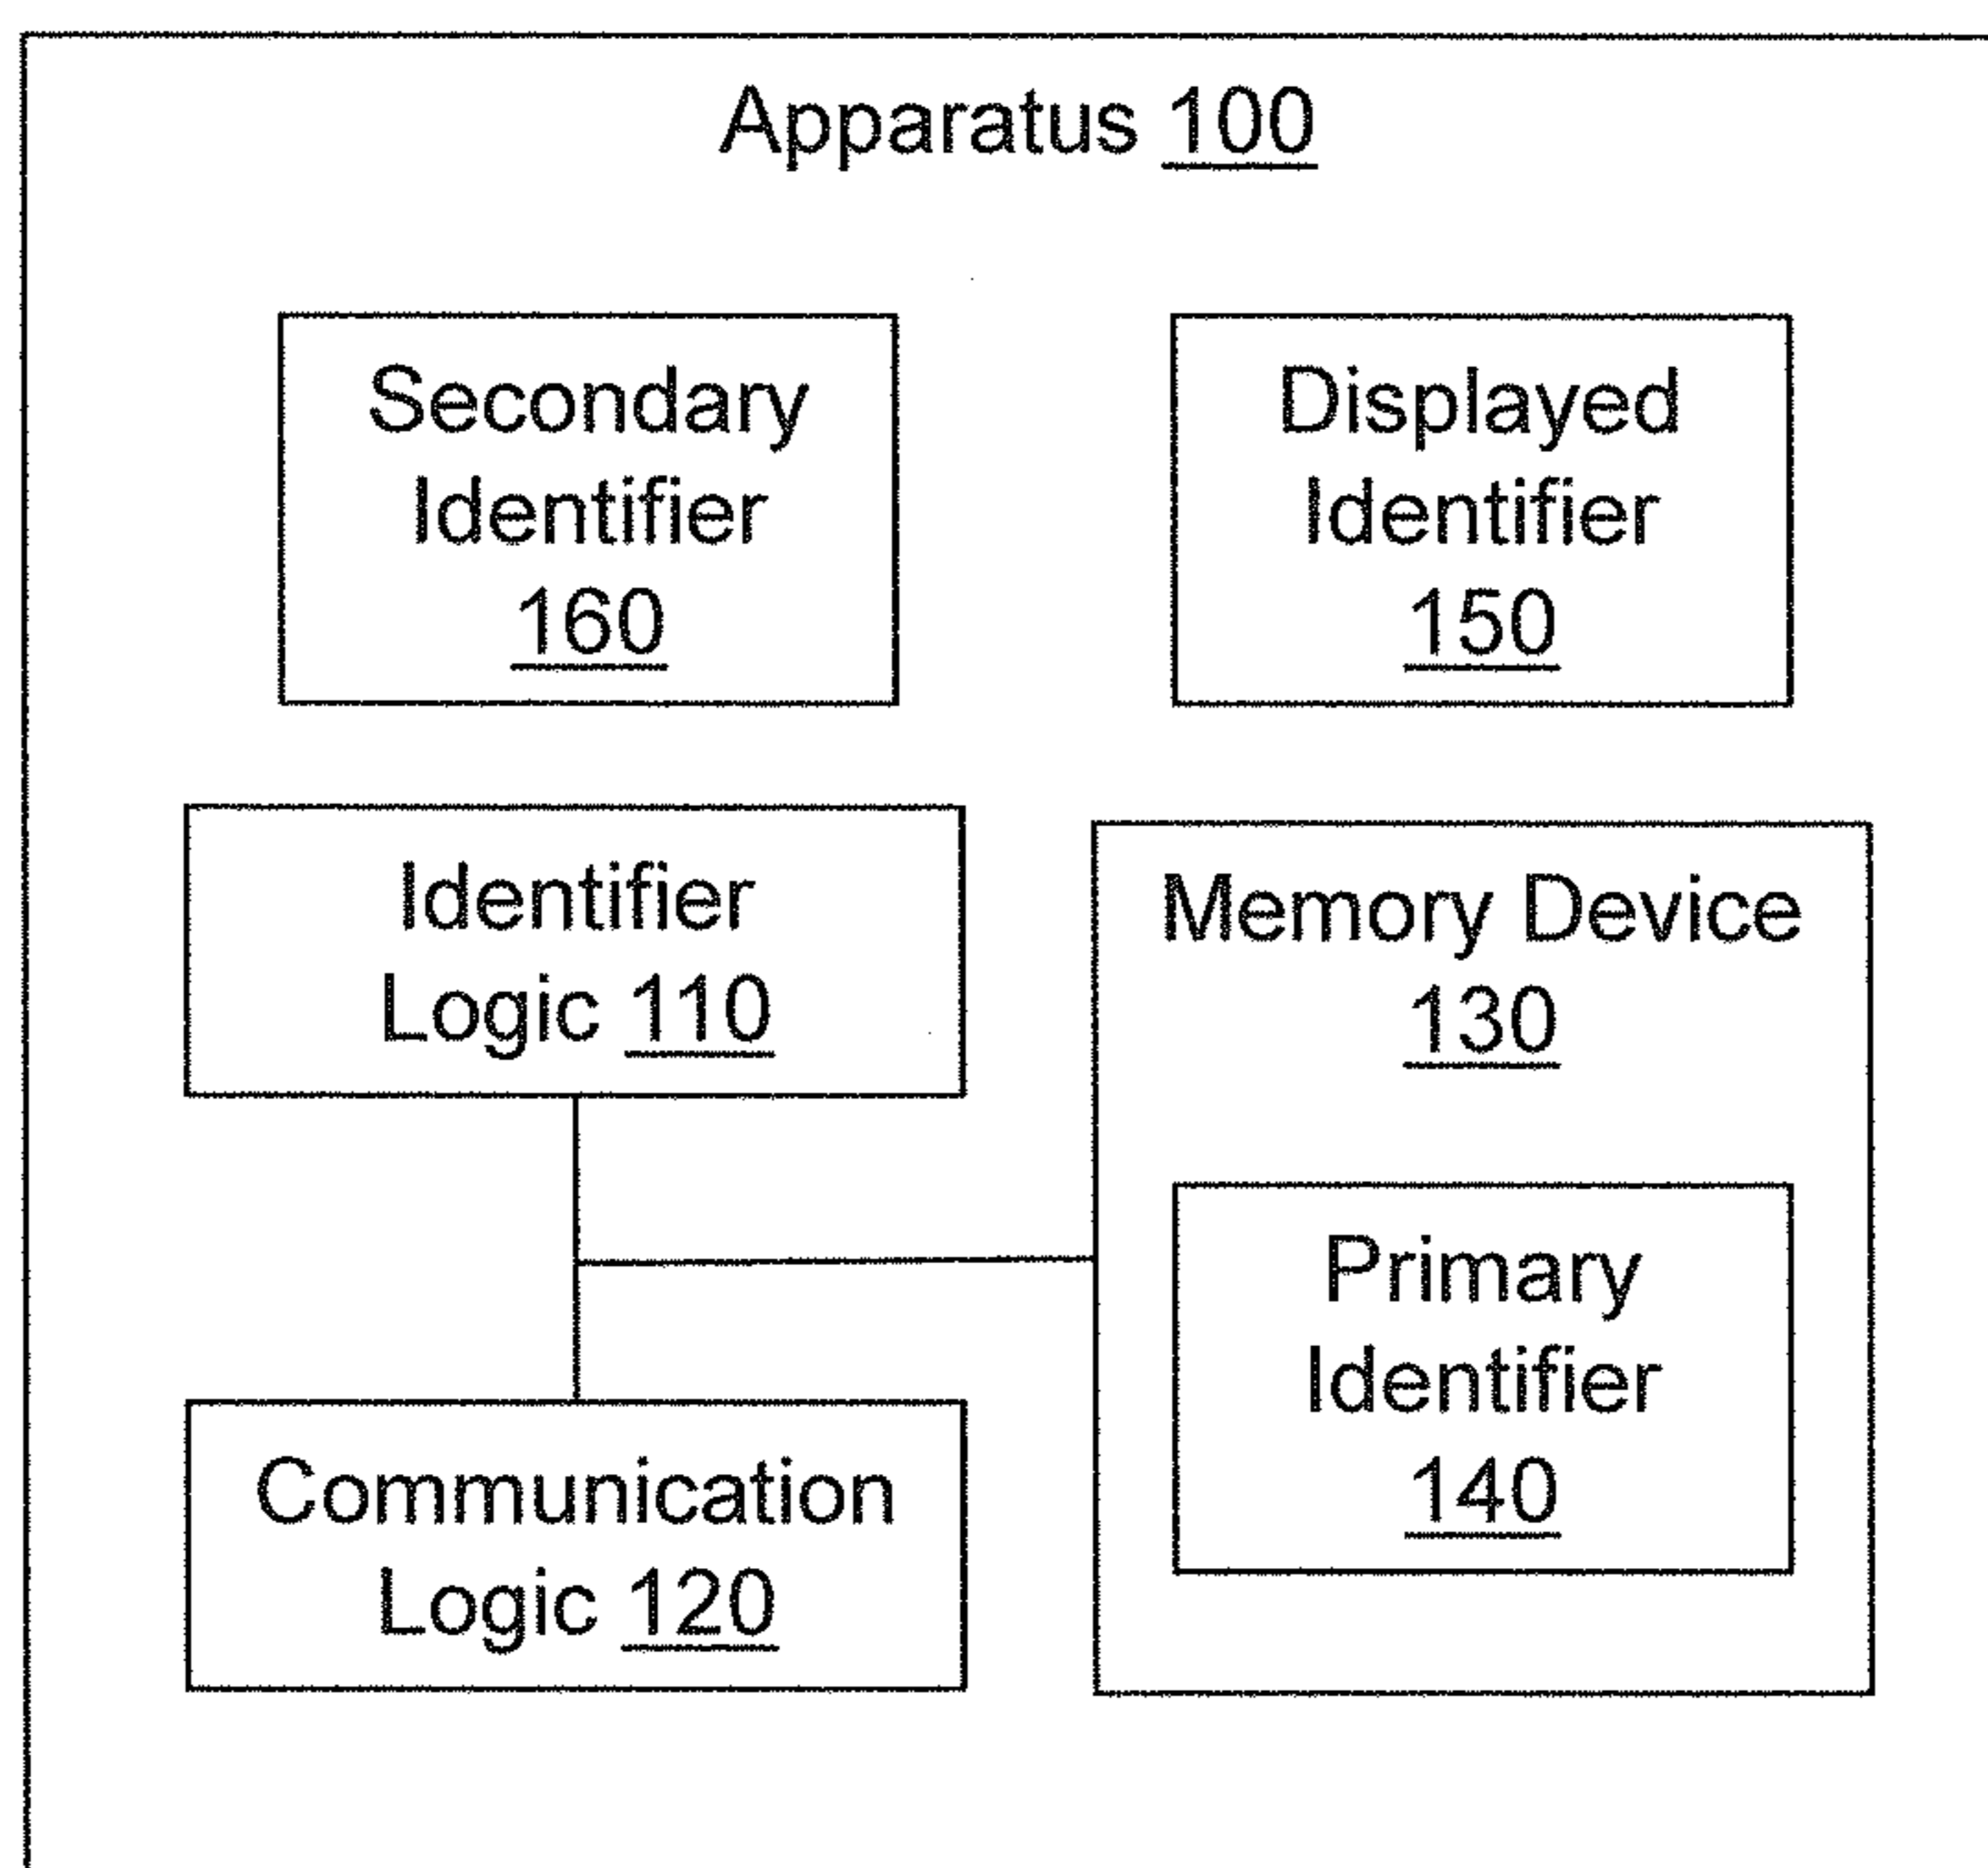 Apparatus 100
Secondary
Identifier
160
Displayed
Identifier
150
Identifier
Logic 110
Memory Device
130
Primary
Identifier
140
Communication
Logic 120